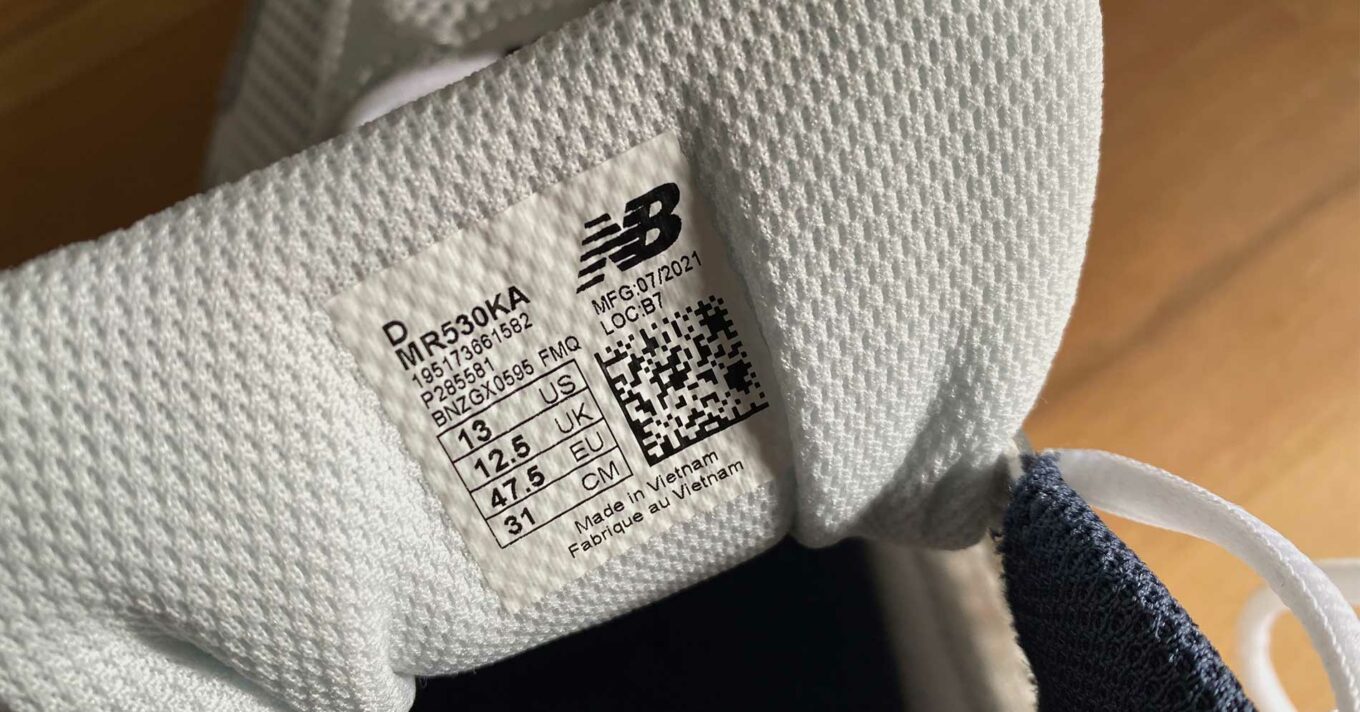 D
MR530KA
195173661582
P285581
BNZGX0595 FMQ
13 US
12.5 UK
47.5 EU
31 CM
NB
MFG:07/2021
LOC:B7
Made in Vietnam
Fabrique au Vietnam